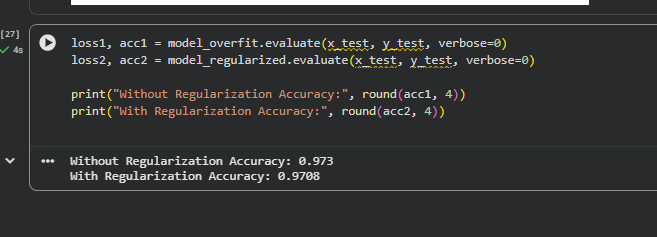 [27]
4s
loss1, acc1 = model_overfit.evaluate(x_test, y_test, verbose=0)
loss2, acc2 = model_regularized.evaluate(x_test, y_test, verbose=0)
print("Without Regularization Accuracy:", round(acc1, 4))
print("With Regularization Accuracy:", round(acc2, 4))
Without Regularization Accuracy: 0.973
With Regularization Accuracy: 0.9708